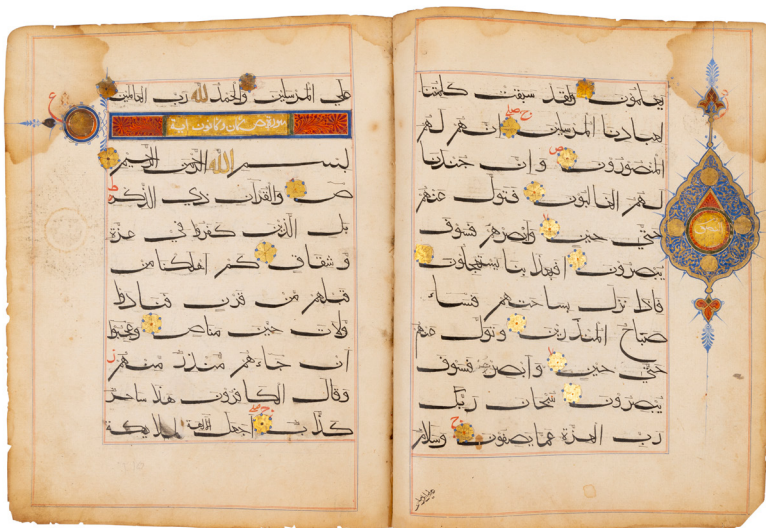 يعلمون ولقد سبقت كلمتنا
لعبادنا المرسلين انهم لهم
المنصورون وان جندنا
لهم الغالبون فتول عنهم
حتى حين وابصرهم فسوف
يبصرون افبعذابنا يستعجلون
فاذا نزل بساحتهم فساء
صباح المنذرين وتول عنهم
حتى حين وابصر فسوف
يبصرون سبحان ربك
رب العزة عما يصفون وسلام
على المرسلين والحمد لله رب العالمين
سورة ص ثمان وثمانون آية
بسم الله الرحمن الرحيم
ص والقرآن ذي الذكر
بل الذين كفروا في عزة
وشقاق كم اهلكنا من
قبلهم من قرن فنادوا
ولات حين مناص وعجبوا
ان جاءهم منذر منهم
وقال الكافرون هذا ساحر
كذاب اجعل الالهة